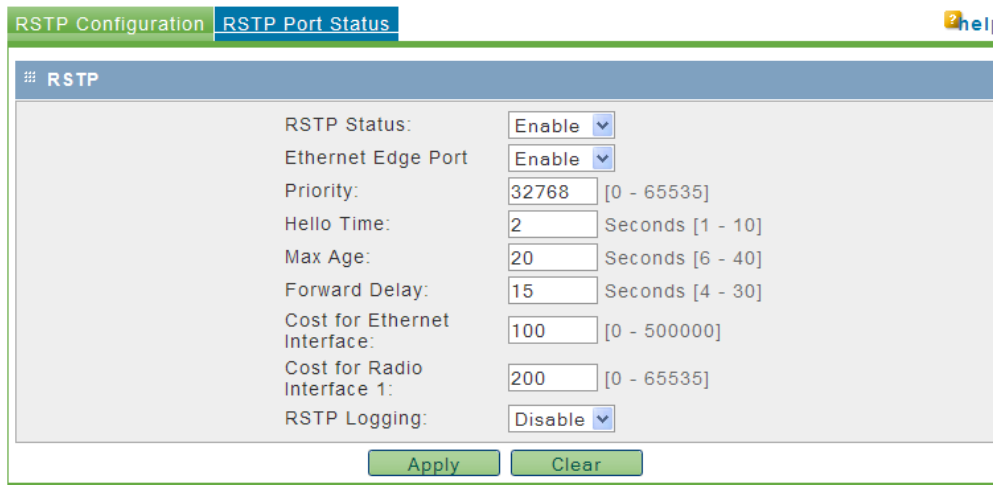 RSTP Configuration RSTP Port Status
RSTP
RSTP Status: Enable
Ethernet Edge Port Enable
Priority: 32768 [0 - 65535]
Hello Time: 2 Seconds [1 - 10]
Max Age: 20 Seconds [6 - 40]
Forward Delay: 15 Seconds [4 - 30]
Cost for Ethernet
Interface: 100 [0 - 500000]
Cost for Radio
Interface 1: 200 [0 - 65535]
RSTP Logging: Disable
Apply Clear